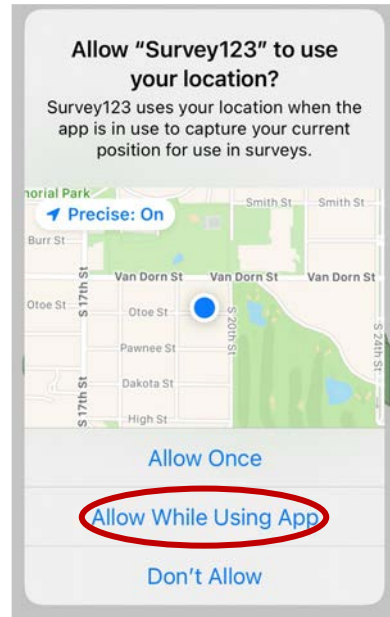 Allow “Survey123” to use
your location?
Survey123 uses your location when the
app is in use to capture your current
position for use in surveys.
orial Park
Precise: On
Smith St
Smith St
Burr St
Van Dorn St
Van Dorn St
Van Dorn St
Otoe St
S 17th St
Otoe St
S 20th St
S 24th St
Pawnee St
Dakota St
S 17th St
High St
Allow Once
Allow While Using App
Don’t Allow